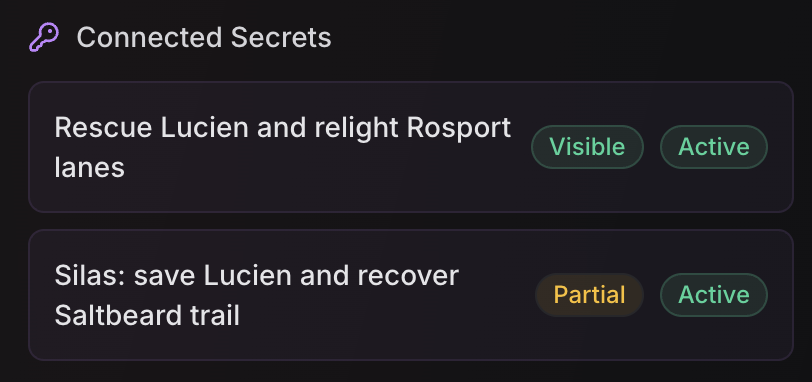 Connected Secrets
Rescue Lucien and relight Rosport
lanes
Visible
Active
Silas: save Lucien and recover
Saltbeard trail
Partial
Active